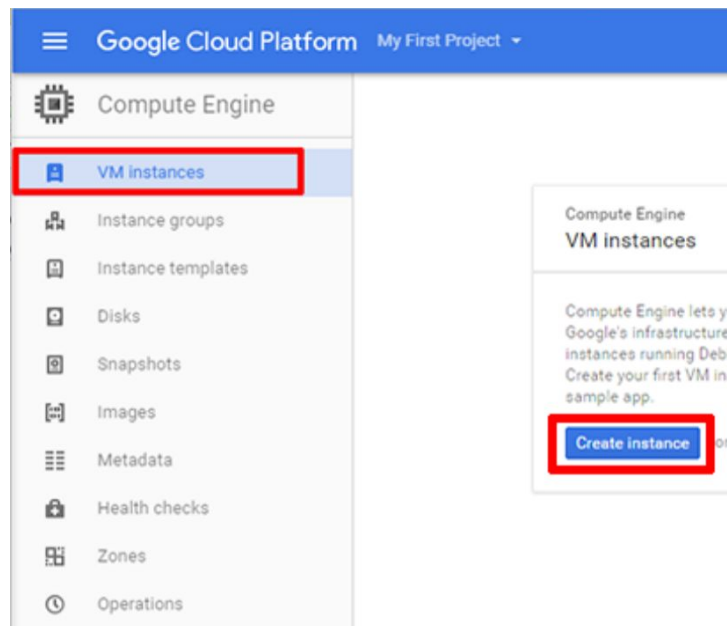 Google Cloud Platform My First Project
Compute Engine
VM instances
Instance groups
Instance templates
Disks
Snapshots
Images
Metadata
Health checks
Zones
Operations
Compute Engine
VM instances
Compute Engine lets
Google's infrastructure
instances running
Create your first VM
sample app.
Create instance